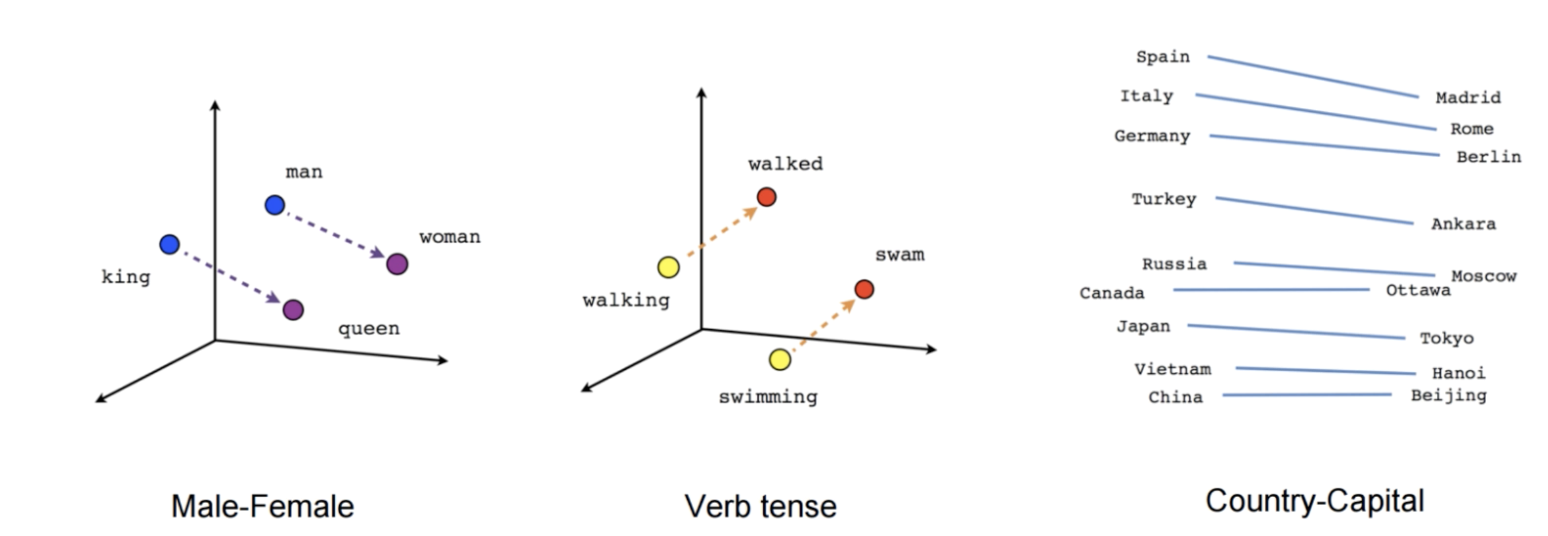 man
woman
king
queen
Male-Female
walked
swam
walking
swimming
Verb tense
Spain
Madrid
Italy
Rome
Germany
Berlin
Turkey
Ankara
Russia
Moscow
Canada
Ottawa
Japan
Tokyo
Vietnam
Hanoi
China
Beijing
Country-Capital